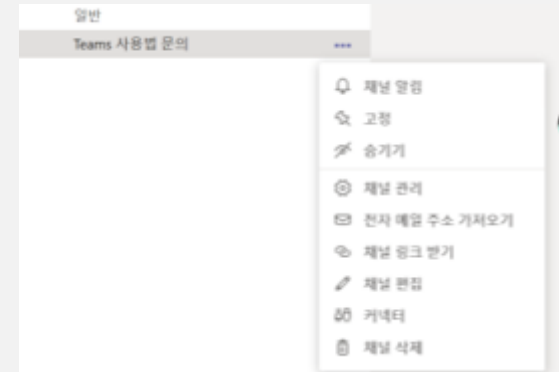 일반
Teams 사용법 문의
채널 알림
고정
숨기기
채널 관리
전자 메일 주소 가져오기
채널 링크 받기
채널 편집
커넥터
채널 삭제